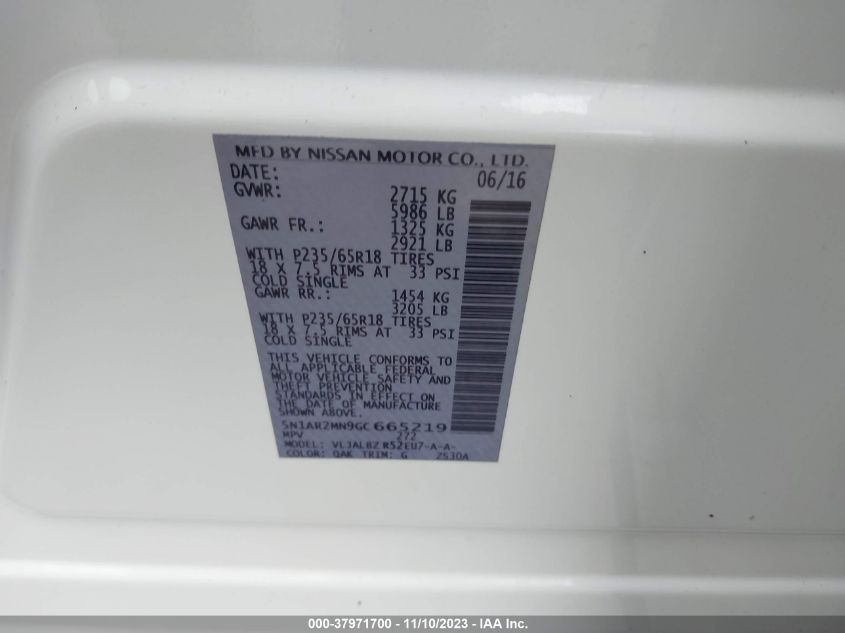 MFD BY NISSAN MOTOR CO., LTD.
DATE: 06/16
GVWR: 2715 KG
5986 LB
GAWR FR.: 1325 KG
2921 LB
WITH P235/65R18 TIRES
18 X 7.5 RIMS AT 33 PSI
COLD SINGLE
GAWR RR.: 1454 KG
3205 LB
WITH P235/65R18 TIRES
18 X 7.5 RIMS AT 33 PSI
COLD SINGLE
THIS VEHICLE CONFORMS TO
ALL APPLICABLE FEDERAL
MOTOR VEHICLE SAFETY AND
THEFT PREVENTION
STANDARDS IN EFFECT ON
THE DATE OF MANUFACTURE
SHOWN ABOVE.
5N1AR2MN9GC665219
MPV 272
MODEL: VLJALBZ R52EU7-A-A-
COLOR: QAK TRIM: G 2S30A
000-37971700 - 11/10/2023 - IAA Inc.